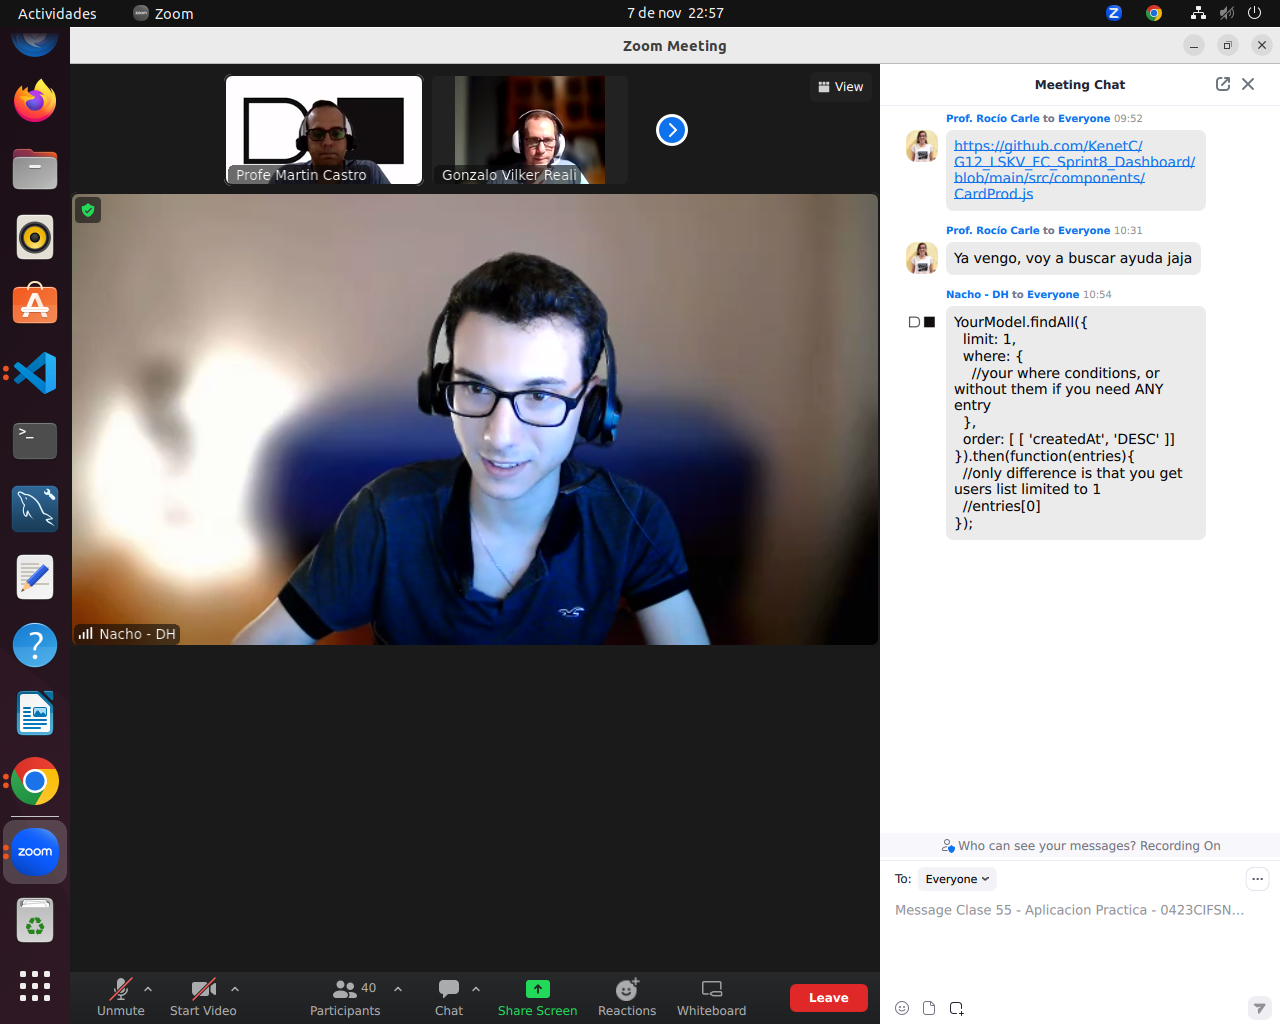 Actividades
Zoom
7 de nov 22:57
Zoom Meeting
View
Profe Martin Castro
Gonzalo Vilker Reali
Nacho - DH
Meeting Chat
Prof. Rocío Carle to Everyone 09:52
https://github.com/KenetC/
G12_LSKV_FC_Sprint8_Dashboard/
blob/main/src/components/
CardProd.js
Prof. Rocío Carle to Everyone 10:31
Ya vengo, voy a buscar ayuda jaja
Nacho - DH to Everyone 10:54
YourModel.findAll({
limit: 1,
where: {
//your where conditions, or
without them if you need ANY
entry
},
order: [ [ 'createdAt', 'DESC' ]]
}).then(function(entries){
//only difference is that you get
users list limited to 1
//entries[0]
});
Who can see your messages? Recording On
To: Everyone
Message Clase 55 - Aplicacion Practica - 0423CIFSN...
zoom
Unmute
Start Video
Participants
40
Chat
Share Screen
Reactions
Whiteboard
Leave